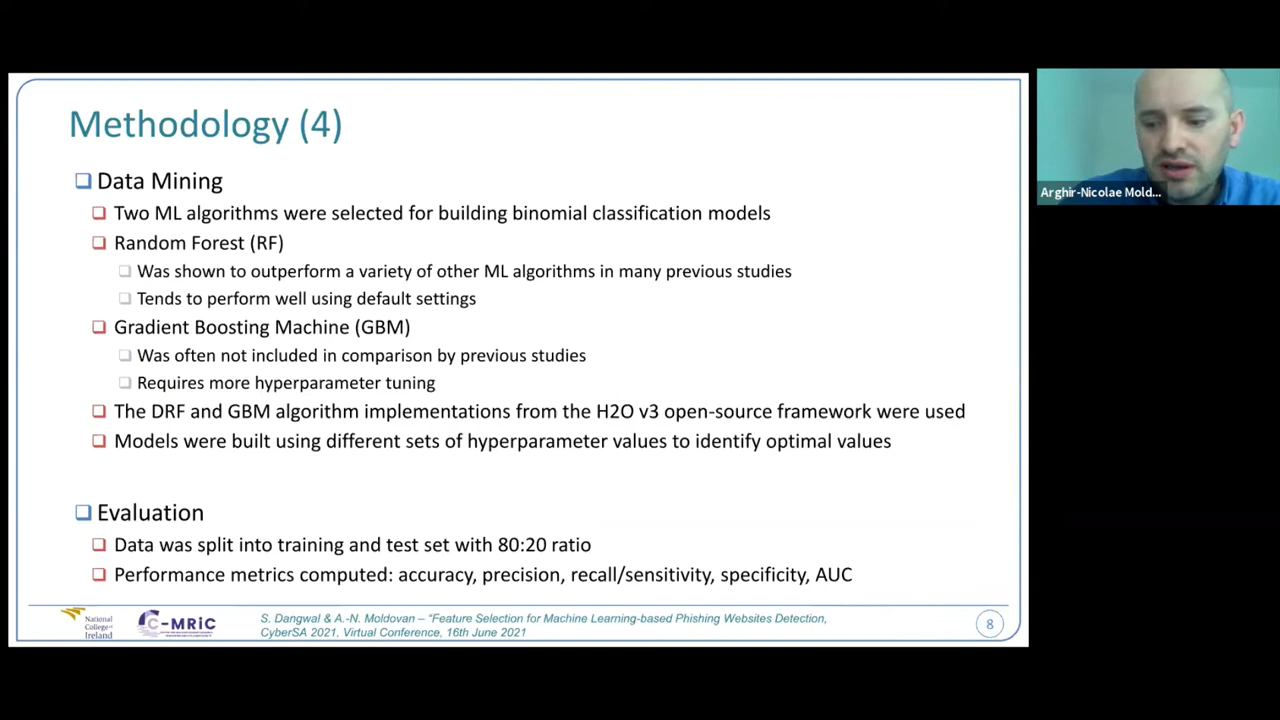 Methodology (4)
Data Mining
Two ML algorithms were selected for building binomial classification models
Random Forest (RF)
Was shown to outperform a variety of other ML algorithms in many previous studies
Tends to perform well using default settings
Gradient Boosting Machine (GBM)
Was often not included in comparison by previous studies
Requires more hyperparameter tuning
The DRF and GBM algorithm implementations from the H2O v3 open-source framework were used
Models were built using different sets of hyperparameter values to identify optimal values
Evaluation
Data was split into training and test set with 80:20 ratio
Performance metrics computed: accuracy, precision, recall/sensitivity, specificity, AUC
National
College of
Ireland
C-MRiC
S. Dangwal & A.-N. Moldovan – "Feature Selection for Machine Learning-based Phishing Websites Detection,
CyberSA 2021, Virtual Conference, 16th June 2021
8
Arghir-Nicolae Mold...